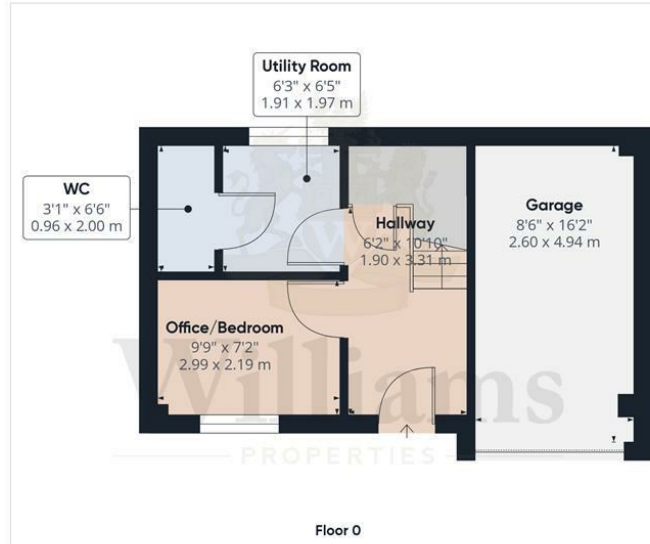 Utility Room
6'3" x 6'5"
1.91 x 1.97 m
WC
3'1" x 6'6"
0.96 x 2.00 m
Hallway
6'2" x 10'10"
1.90 x 3.31 m
Garage
8'6" x 16'2"
2.60 x 4.94 m
Office/Bedroom
9'9" x 7'2"
2.99 x 2.19 m
Williams
PROPERTIES
Floor 0